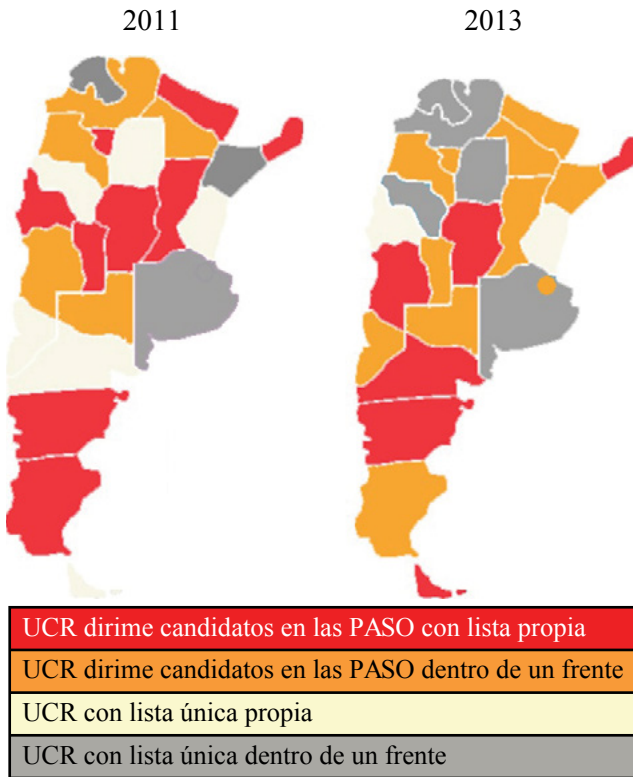 2011
2013
UCR dirime candidatos en las PASO con lista propia
UCR dirime candidatos en las PASO dentro de un frente
UCR con lista única propia
UCR con lista única dentro de un frente